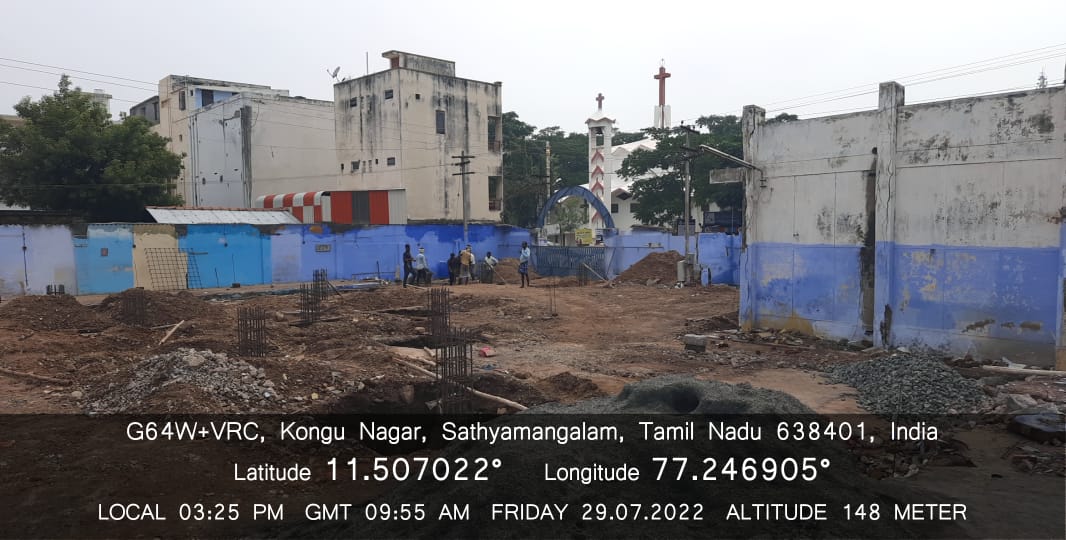 G64W+VRC, Kongu Nagar, Sathyamangalam, Tamil Nadu 638401, India
Latitude 11.507022° Longitude 77.246905°
LOCAL 03:25 PM GMT 09:55 AM FRIDAY 29.07.2022 ALTITUDE 148 METER